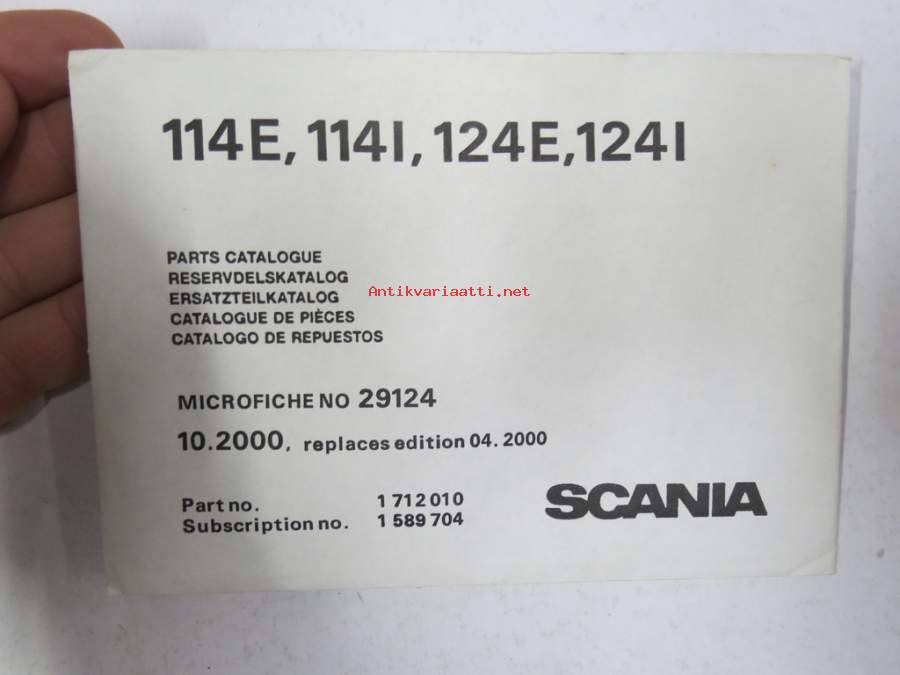 114E, 114I, 124E, 124I
PARTS CATALOGUE
RESERVDELSKATALOG
ERSATZTEILKATALOG
CATALOGUE DE PIÈCES
CATALOGO DE REPUESTOS
Antikvariaatti.net
MICROFICHE NO 29124
10.2000, replaces edition 04.2000
Part no. 1 712 010
Subscription no. 1 589 704
SCANIA